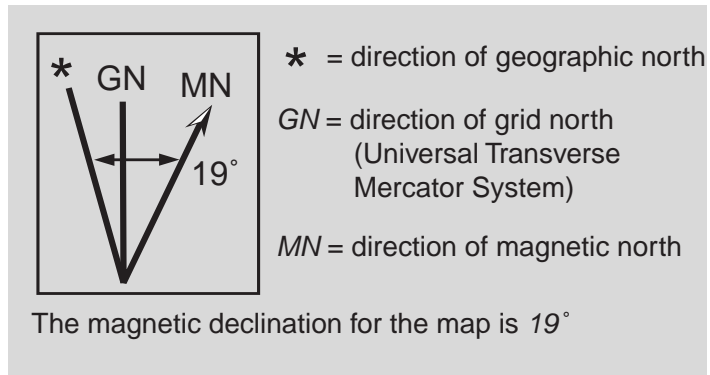 * GN MN
19˚
* = direction of geographic north
GN = direction of grid north
(Universal Transverse
Mercator System)
MN = direction of magnetic north
The magnetic declination for the map is 19˚